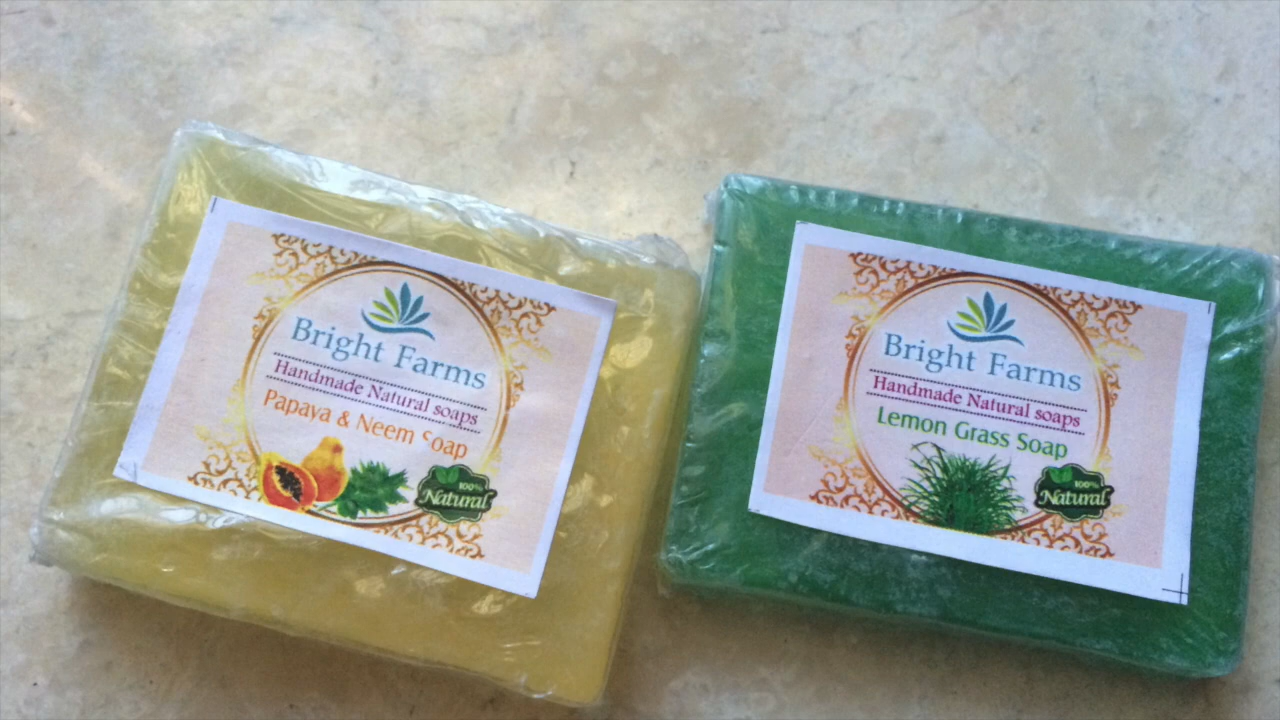 Bright Farms
Handmade Natural soaps
Papaya & Neem Soap
100%
Natural
Bright Farms
Handmade Natural soaps
Lemon Grass Soap
100%
Natural